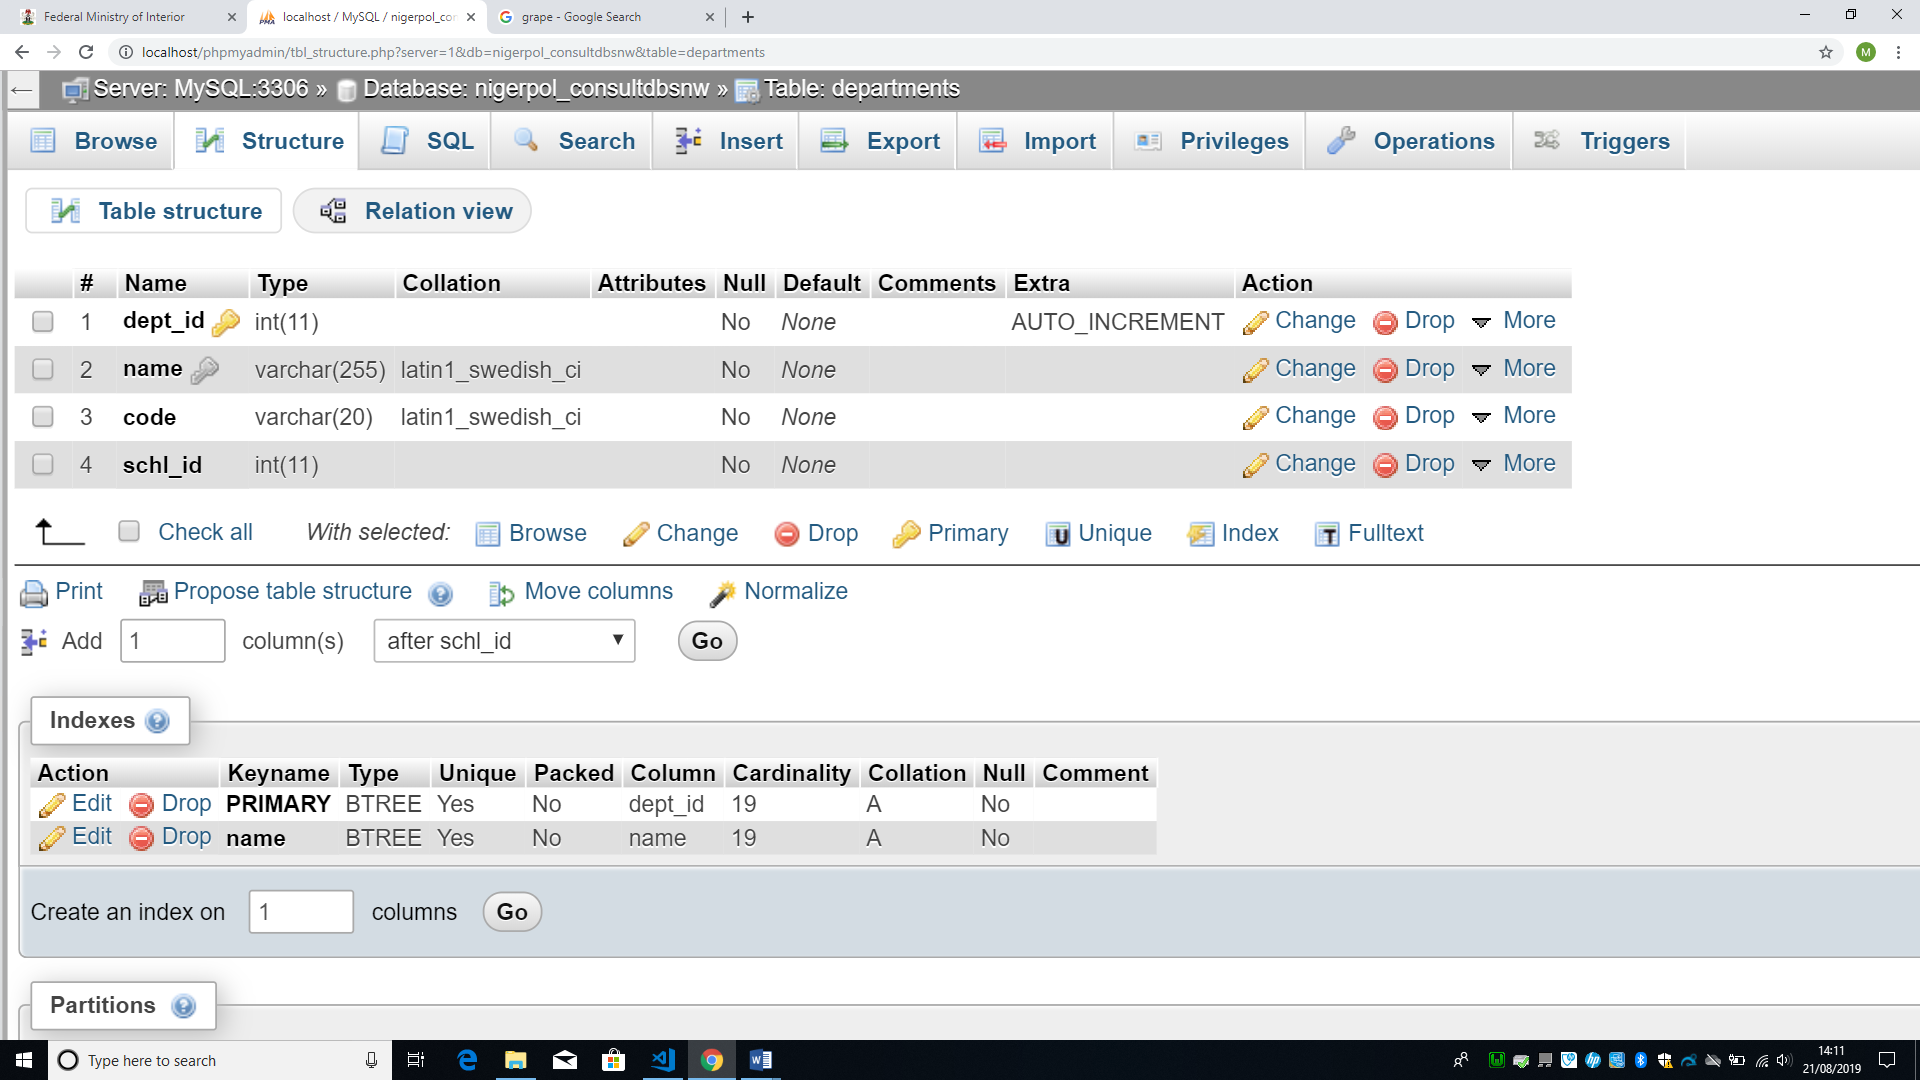 Federal Ministry of Interior
localhost / MySQL / nigerpol_con
grape - Google Search
localhost/phpmyadmin/tbl_structure.php?server=1&db=nigerpol_consultdbsnw&table=departments
M
Server: MySQL:3306 » Database: nigerpol_consultdbsnw » Table: departments
Browse Structure SQL Search Insert Export Import Privileges Operations Triggers
Table structure Relation view
# Name Type Collation Attributes Null Default Comments Extra Action
1 dept_id int(11) No None AUTO_INCREMENT Change Drop More
2 name varchar(255) latin1_swedish_ci No None Change Drop More
3 code varchar(20) latin1_swedish_ci No None Change Drop More
4 schl_id int(11) No None Change Drop More
Check all With selected: Browse Change Drop Primary Unique Index Fulltext
Print Propose table structure Move columns Normalize
Add 1 column(s) after schl_id Go
Indexes
Action Keyname Type Unique Packed Column Cardinality Collation Null Comment
Edit Drop PRIMARY BTREE Yes No dept_id 19 A No
Edit Drop name BTREE Yes No name 19 A No
Create an index on 1 columns Go
Partitions
Type here to search
14:11
21/08/2019